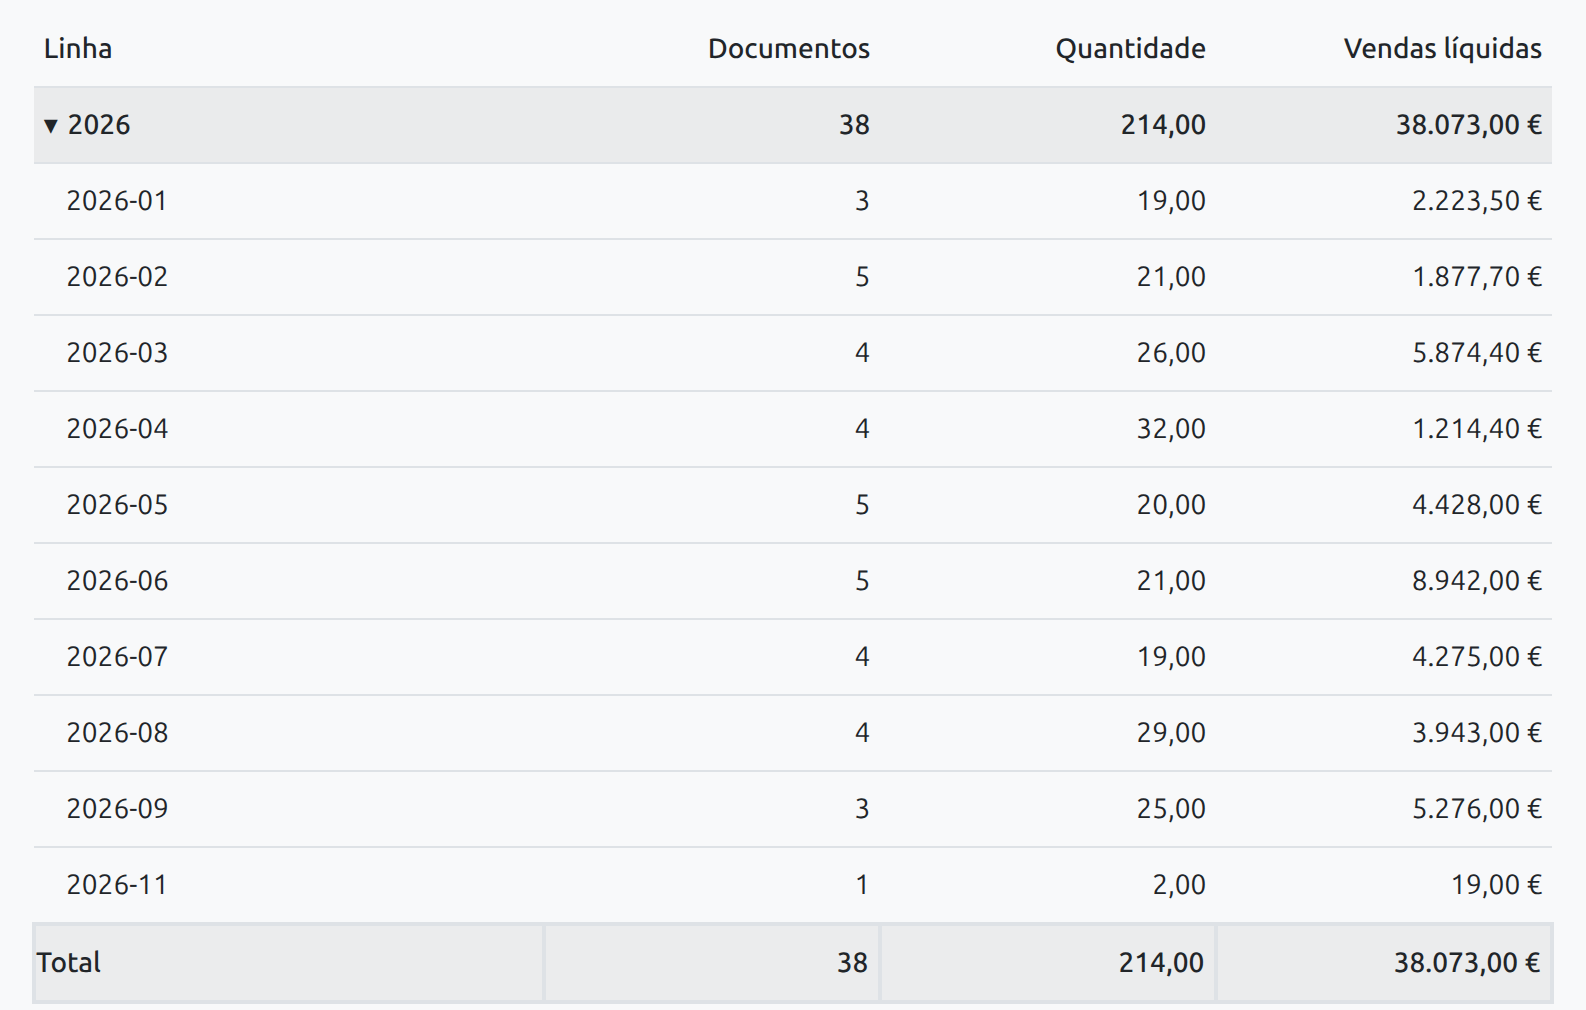 Linha Documentos Quantidade Vendas líquidas
▼ 2026 38 214,00 38.073,00 €
2026-01 3 19,00 2.223,50 €
2026-02 5 21,00 1.877,70 €
2026-03 4 26,00 5.874,40 €
2026-04 4 32,00 1.214,40 €
2026-05 5 20,00 4.428,00 €
2026-06 5 21,00 8.942,00 €
2026-07 4 19,00 4.275,00 €
2026-08 4 29,00 3.943,00 €
2026-09 3 25,00 5.276,00 €
2026-11 1 2,00 19,00 €
Total 38 214,00 38.073,00 €